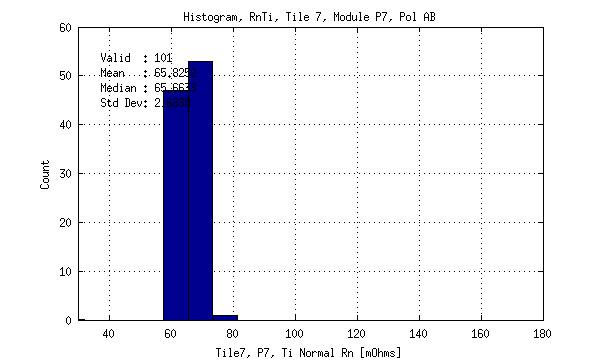 Histogram, RnTi, Tile 7, Module P7, Pol AB
60
50
40
30
20
10
0
Count
Valid : 101
Mean : 65.8252
Median : 65.663
Std Dev: 2.
40 60 80 100 120 140 160 180
Tile7, P7, Ti Normal Rn [mOhms]